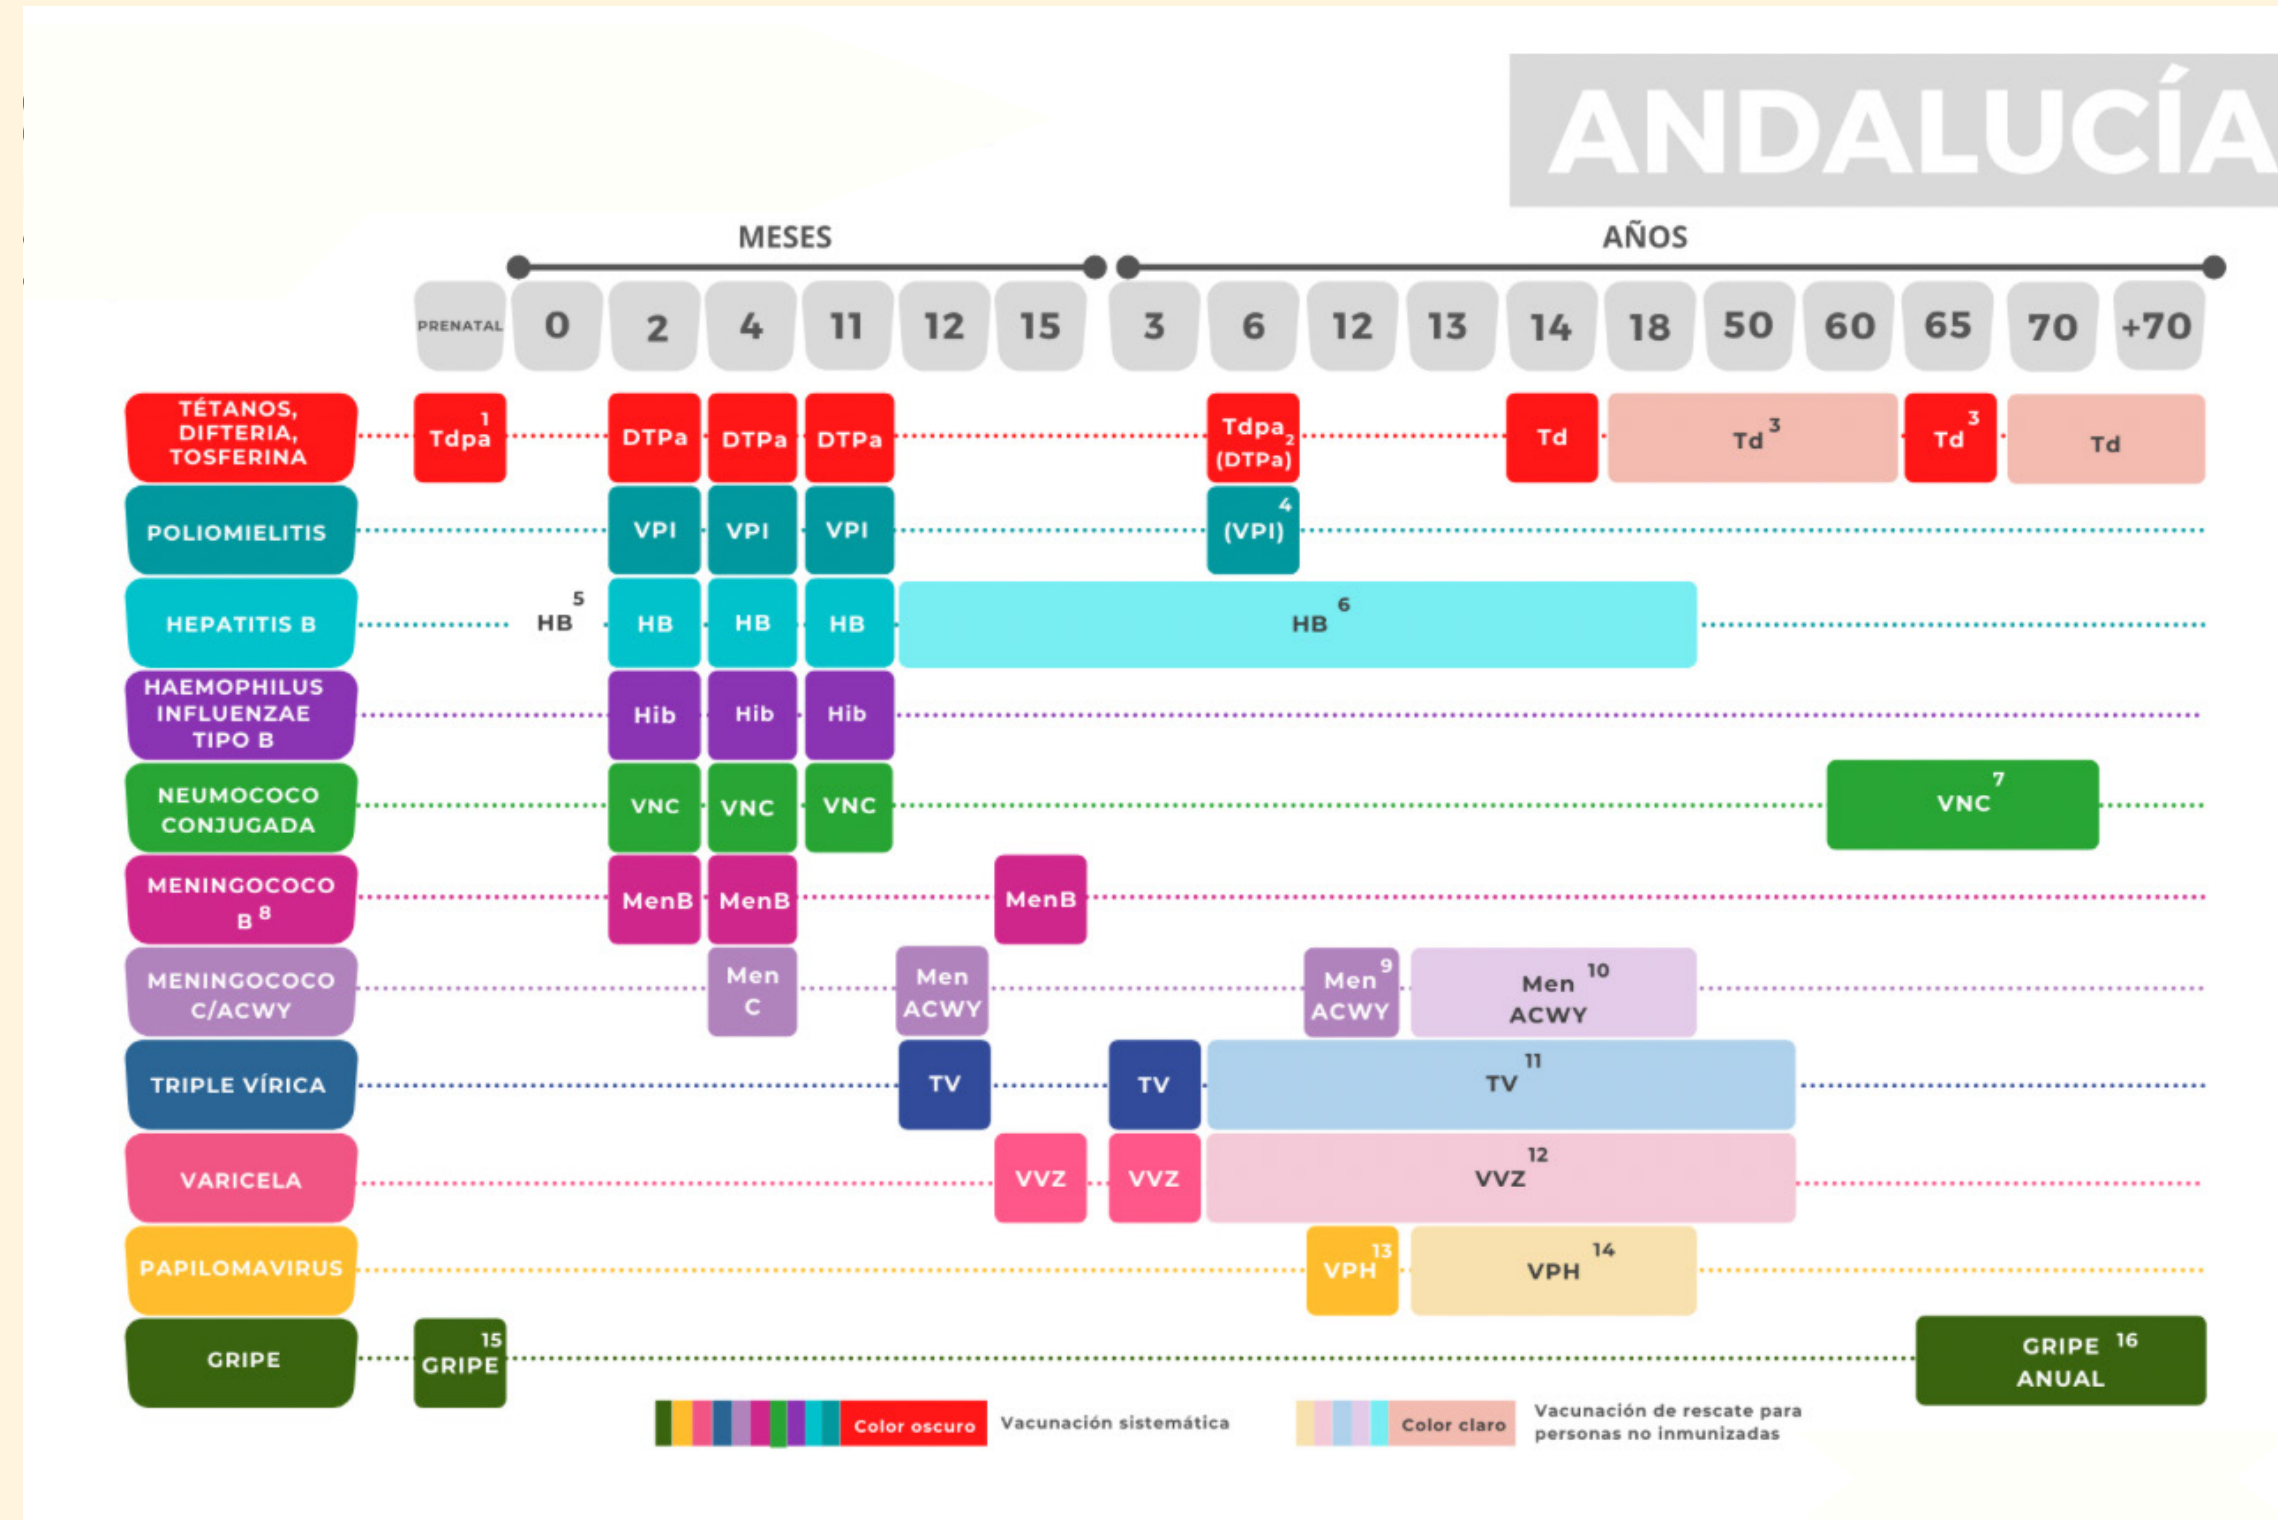 ANDALUCÍA
MESES
AÑOS
PRENATAL 0 2 4 11 12 15 3 6 12 13 14 18 50 60 65 70 +70
TÉTANOS,
DIFTERIA,
TOSFERINA
Tdpa 1
DTPa DTPa DTPa
Tdpa 2
(DTPa)
Td
Td 3
Td 3
Td
POLIOMIELITIS
VPI VPI VPI
(VPI) 4
HEPATITIS B
HB 5
HB HB HB
HB 6
HAEMOPHILUS
INFLUENZAE
TIPO B
Hib Hib Hib
NEUMOCOCO
CONJUGADA
VNC VNC VNC
VNC 7
MENINGOCOCO
B 8
MenB MenB
MenB
MENINGOCOCO
C/ACWY
Men
C
Men
ACWY
Men 9
ACWY
Men 10
ACWY
TRIPLE VÍRICA
TV
TV
TV 11
VARICELA
VVZ
VVZ
VVZ 12
PAPILOMAVIRUS
VPH 13
VPH 14
GRIPE
GRIPE 15
GRIPE 16
ANUAL
Color oscuro
Vacunación sistemática
Color claro
Vacunación de rescate para
personas no inmunizadas